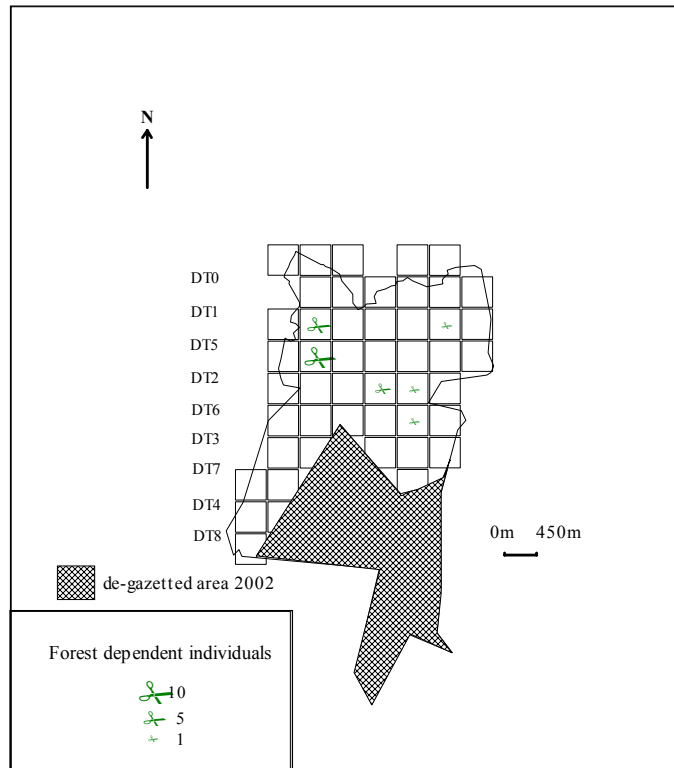 N
DT0
DT1
DT5
DT2
DT6
DT3
DT7
DT4
DT8
0m 450m
de-gazetted area 2002
Forest dependent individuals
10
5
1